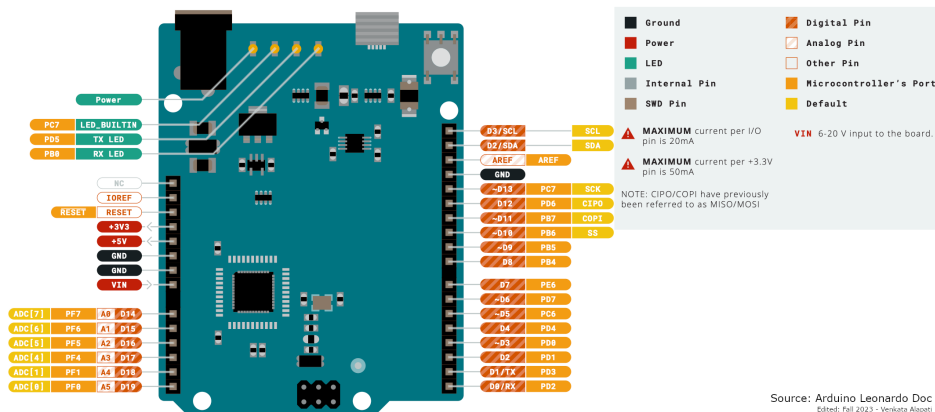 Power
PC7 LED_BUILTIN
PD5 TX LED
PB0 RX LED
NC
IOREF
RESET RESET
+3V3
+5V
GND
GND
VIN
ADC[7] PF7 A0 D14
ADC[6] PF6 A1 D15
ADC[5] PF5 A2 D16
ADC[4] PF4 A3 D17
ADC[1] PF1 A4 D18
ADC[0] PF0 A5 D19
D3/SCL SCL
D2/SDA SDA
AREF AREF
GND
~D13 PC7 SCK
D12 PD6 CIPO
~D11 PB7 COPI
~D10 PB6 SS
~D9 PB5
D8 PB4
D7 PE6
~D6 PD7
~D5 PC6
D4 PD4
~D3 PD0
D2 PD1
D1/TX PD3
D0/RX PD2
Ground
Power
LED
Internal Pin
SWD Pin
Digital Pin
Analog Pin
Other Pin
Microcontroller's Port
Default
MAXIMUM current per I/O
pin is 20mA
MAXIMUM current per +3.3V
pin is 50mA
VIN 6-20 V input to the board.
NOTE: CIPO/COPI have previously
been referred to as MISO/MOSI
Source: Arduino Leonardo Doc
Edited: Fall 2023 - Venkata Alapati